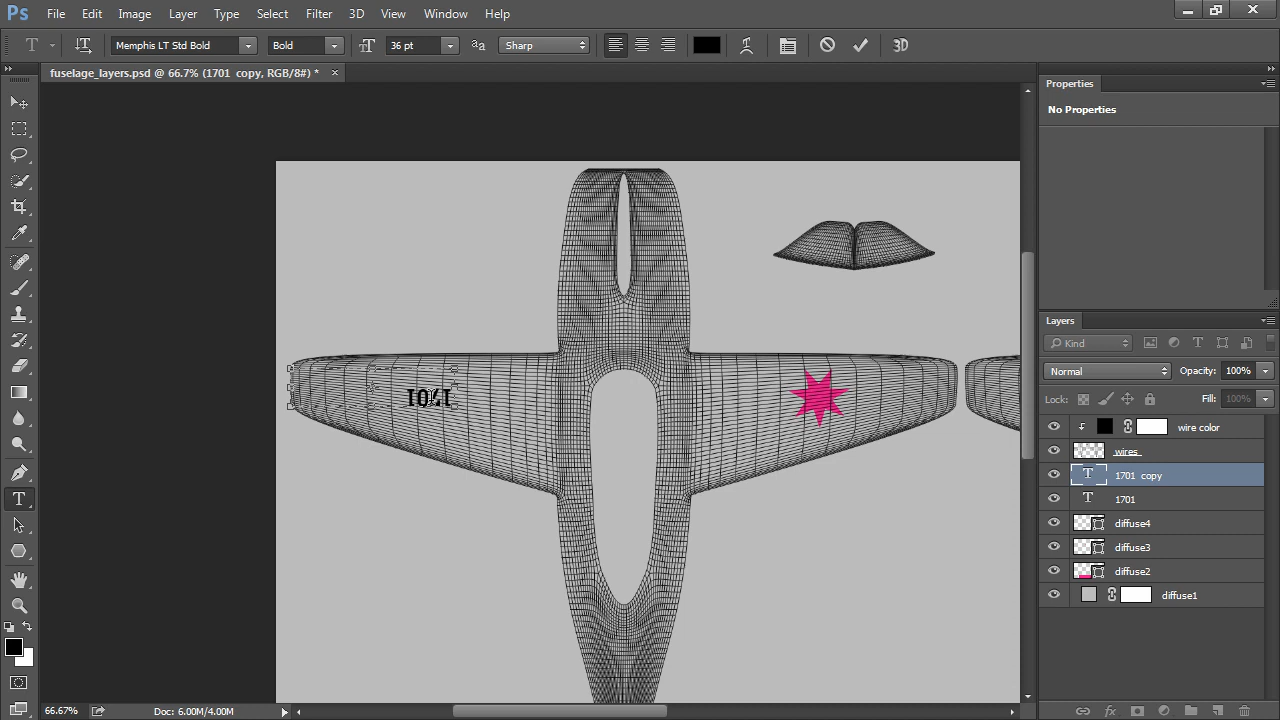 Ps File Edit Image Layer Type Select Filter 3D View Window Help
T Memphis LT Std Bold Bold 36 pt Sharp 3D
fuselage_layers.psd @ 66.7% (1701 copy, RGB/8#) * ×
Properties
No Properties
1701
Layers
Kind
Normal Opacity: 100%
Lock: Fill: 100%
wire color
wires
T 1701 copy
T 1701
diffuse4
diffuse3
diffuse2
diffuse1
66.67% Doc: 6.00M/4.00M